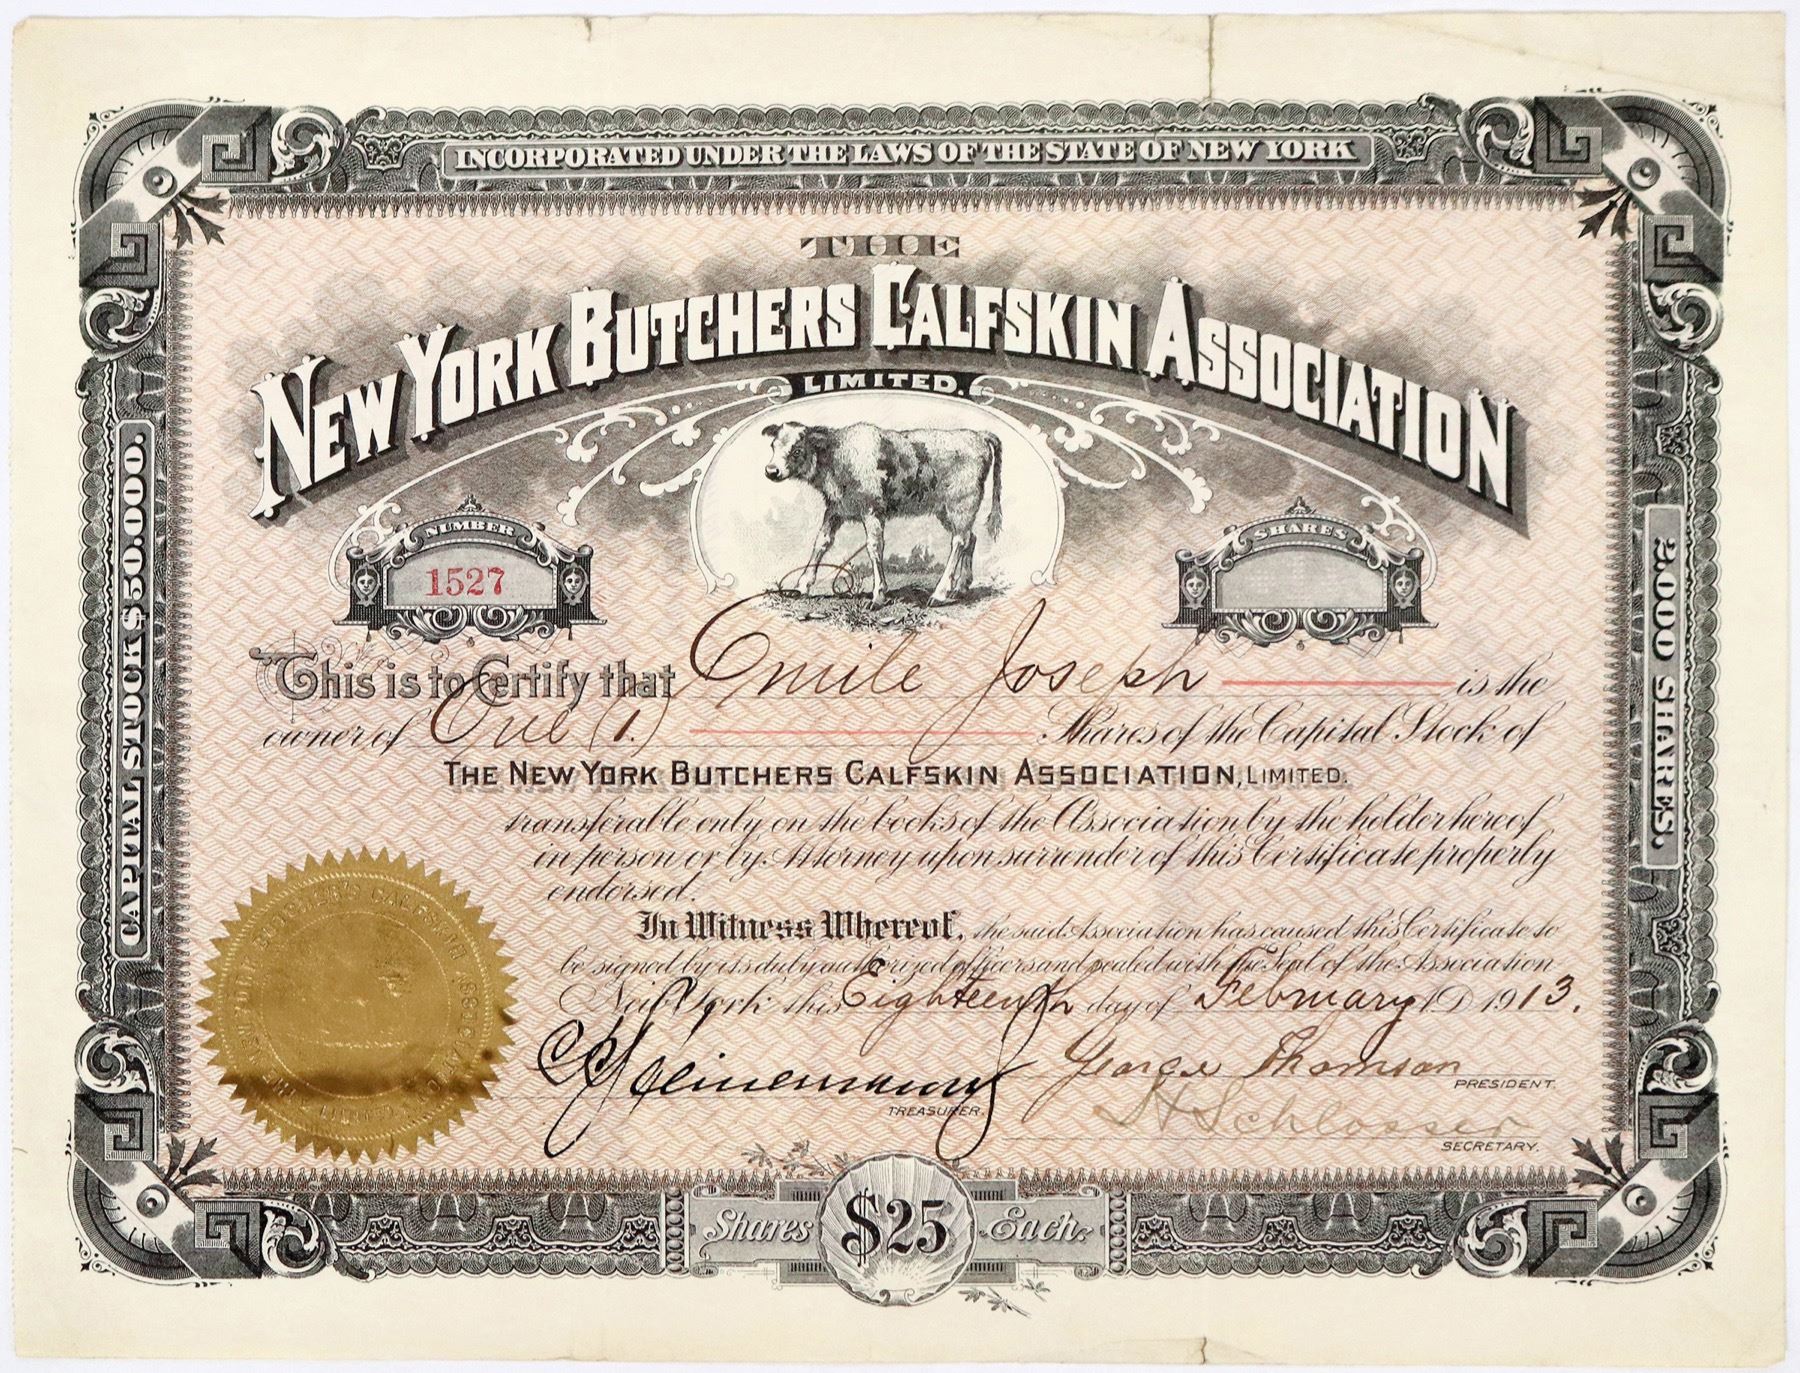 INCORPORATED UNDER THE LAWS OF THE STATE OF NEW YORK
THE
NEW YORK BUTCHERS CALFSKIN ASSOCIATION
LIMITED.
NUMBER
1527
SHARES
CAPITAL STOCK $50.000.
2.000 SHARES.
This is to Certify that Emile Joseph is the
owner of One (1.) Shares of the Capital Stock of
THE NEW YORK BUTCHERS CALFSKIN ASSOCIATION, LIMITED.
transferable only on the books of the Association by the holder hereof
in person or by Attorney upon surrender of this Certificate properly
endorsed.
In Witness Whereof, the said Association has caused this Certificate to
be signed by its duly authorized officers and sealed with the Seal of the Association
New York this Eighteenth day of February A.D. 1913.
George Thomson
PRESIDENT.
TREASURER.
H Schlosser
SECRETARY.
Shares $25 Each.